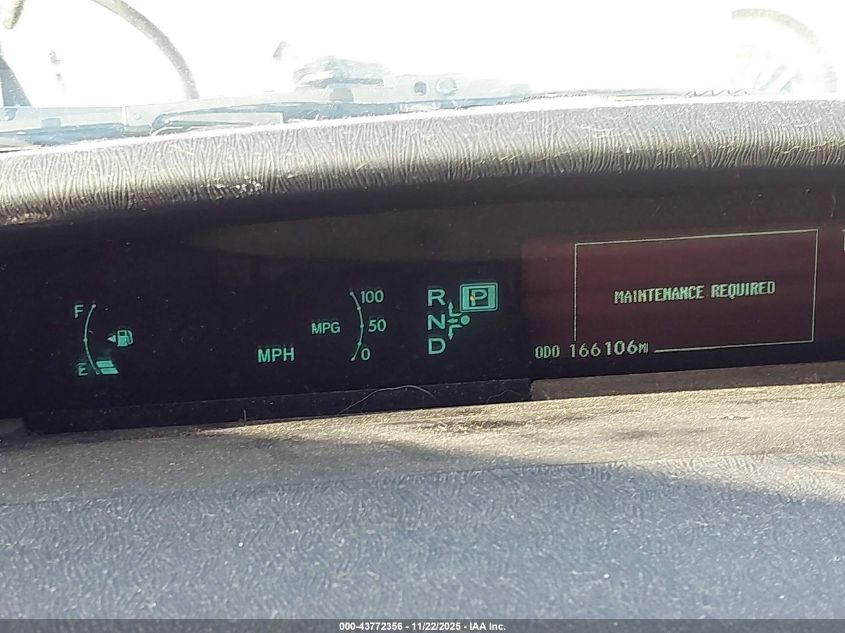 F
E
MPH
MPG
100
50
0
R P
N
D
MAINTENANCE REQUIRED
ODO 166106MI
000-43772356 - 11/22/2025 - IAA Inc.